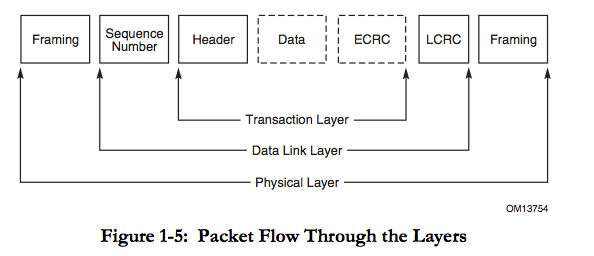 Framing
Sequence
Number
Header
Data
ECRC
LCRC
Framing
Transaction Layer
Data Link Layer
Physical Layer
OM13754
Figure 1-5: Packet Flow Through the Layers